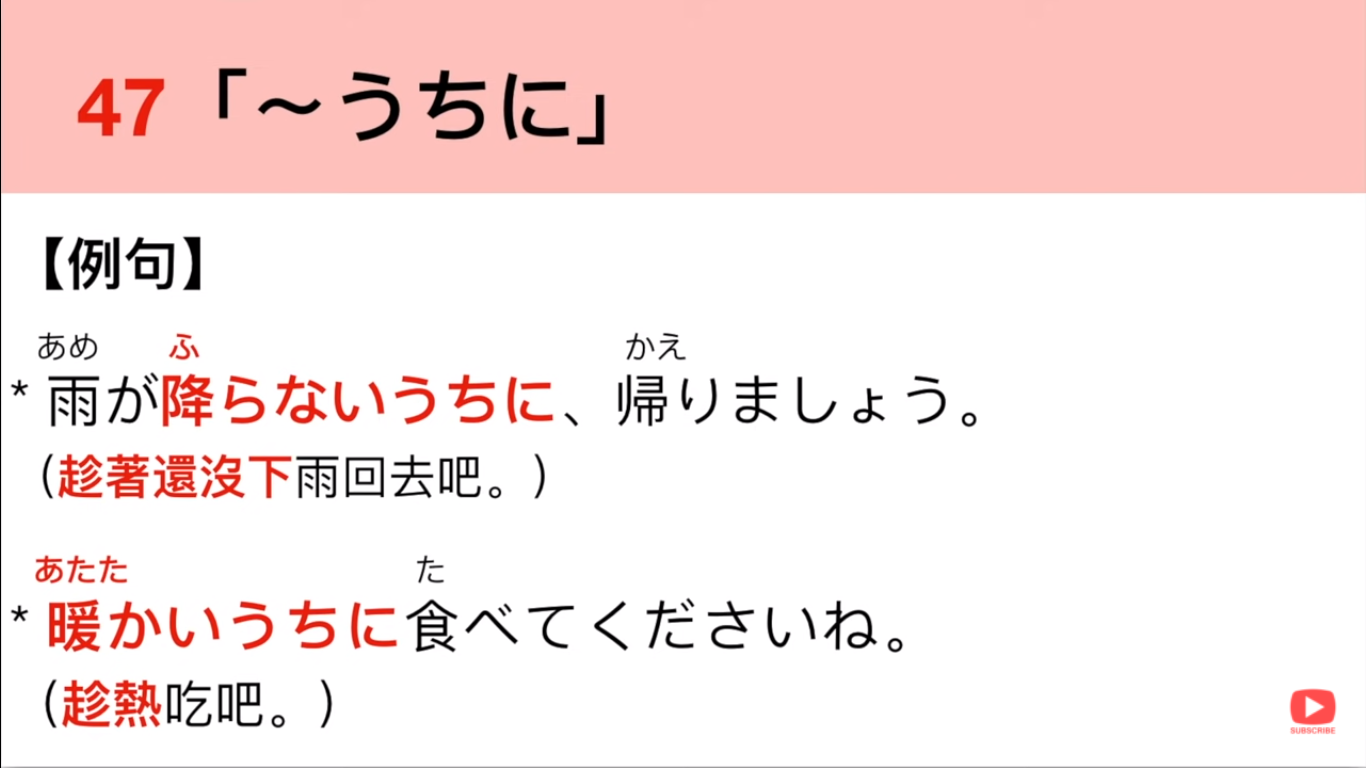 47「～うちに」
【例句】
あめ ふ かえ
* 雨が降らないうちに、帰りましょう。
（趁著還沒下雨回去吧。）
あたた た
* 暖かいうちに食べてくださいね。
（趁熱吃吧。）
SUBSCRIBE